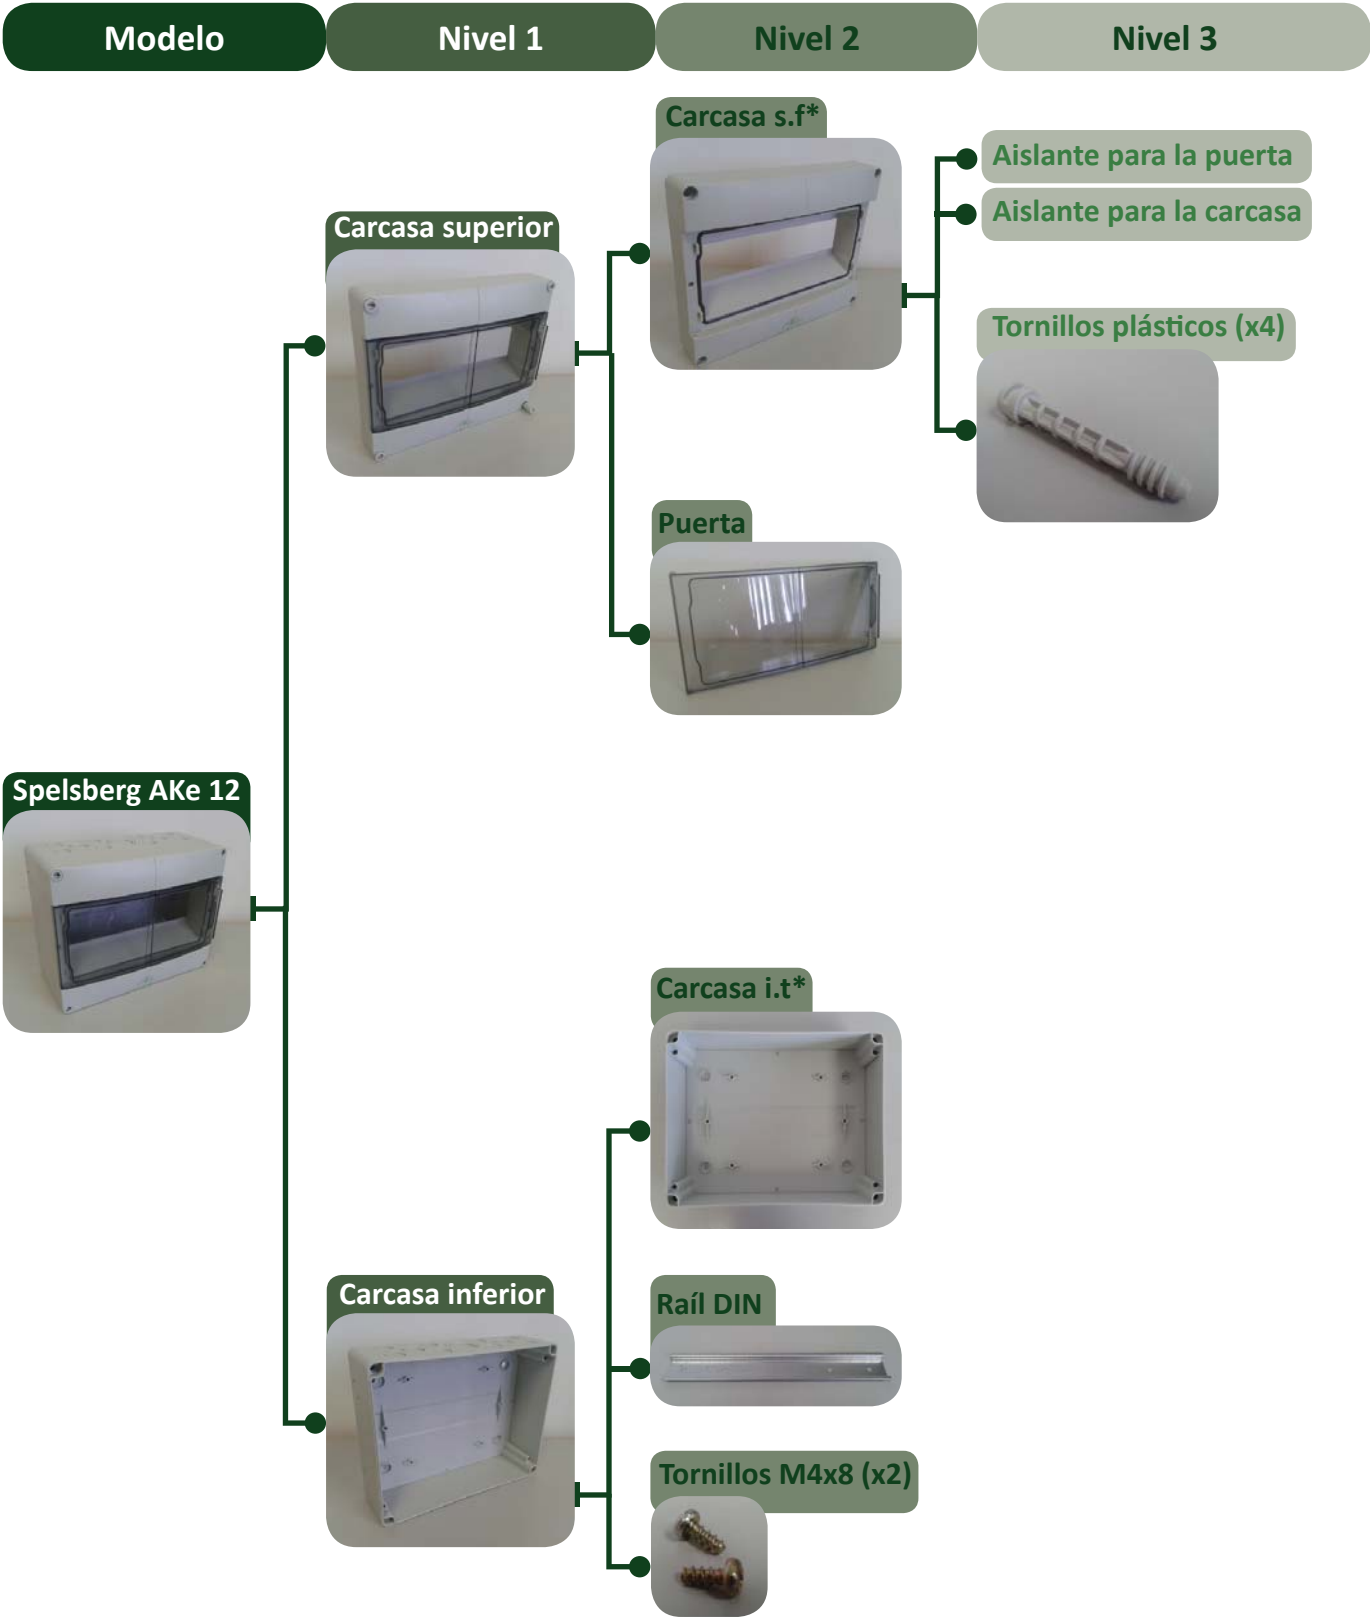 Modelo
Nivel 1
Nivel 2
Nivel 3
Carcasa s.f*
Aislante para la puerta
Aislante para la carcasa
Carcasa superior
Tornillos plásticos (x4)
Puerta
Spelsberg AKe 12
Carcasa i.t*
Carcasa inferior
Raíl DIN
Tornillos M4x8 (x2)